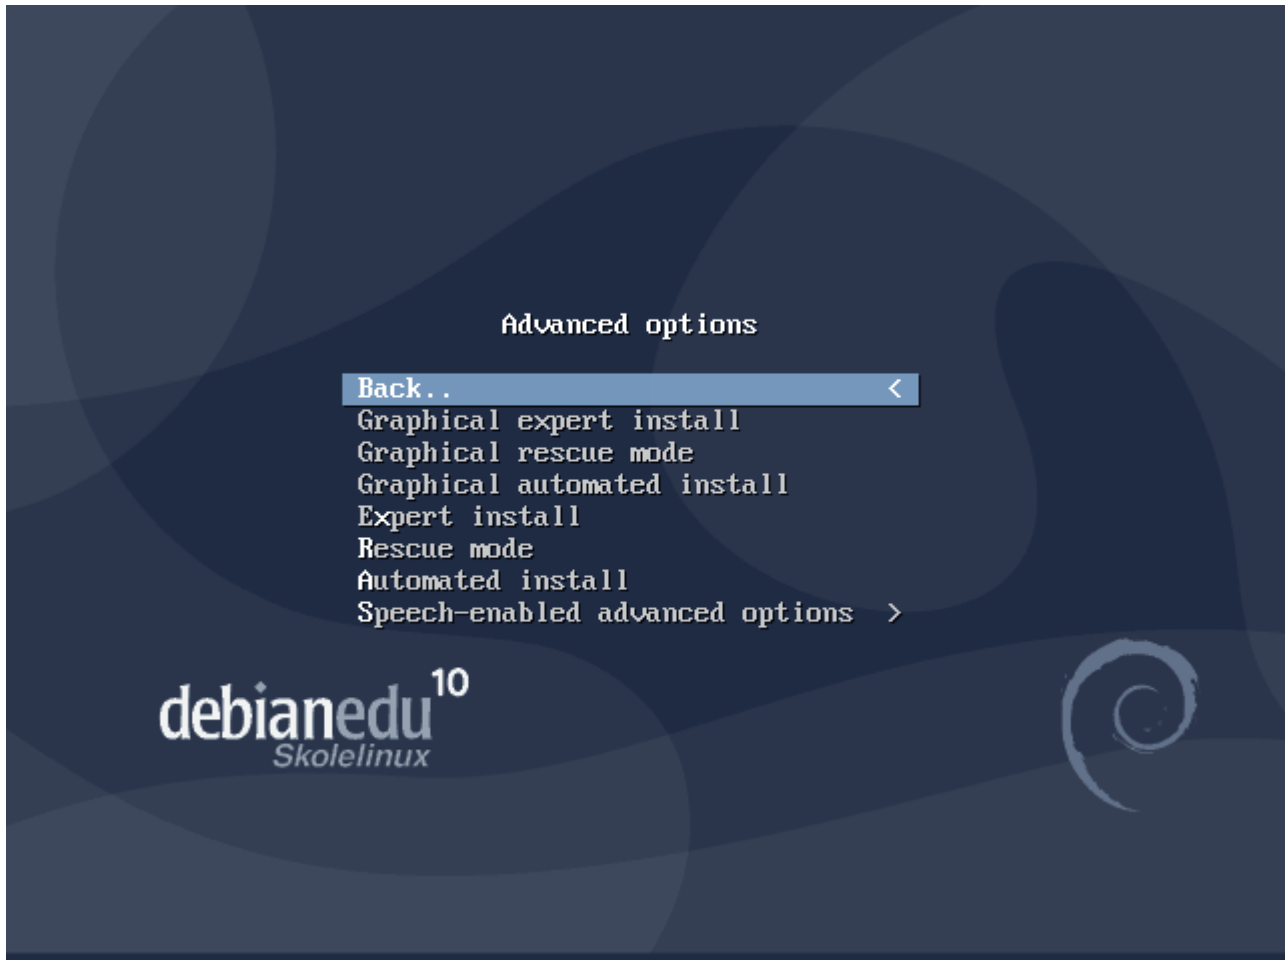 Advanced options
Back.. <
Graphical expert install
Graphical rescue mode
Graphical automated install
Expert install
Rescue mode
Automated install
Speech-enabled advanced options >
debianedu 10
Skolelinux